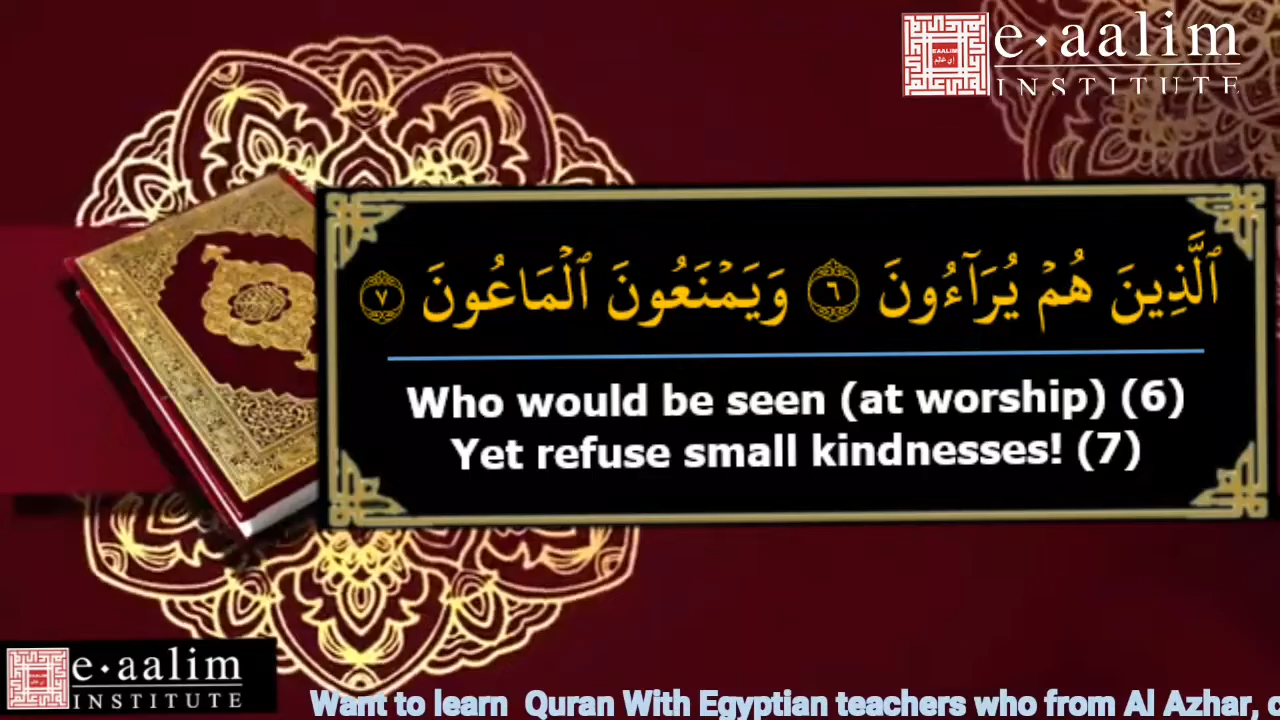 e·aalim
INSTITUTE
ٱلَّذِينَ هُمۡ يُرَآءُونَ ٦ وَيَمۡنَعُونَ ٱلۡمَاعُونَ ٧
Who would be seen (at worship) (6)
Yet refuse small kindnesses! (7)
e·aalim
INSTITUTE
Want to learn Quran With Egyptian teachers who from Al Azhar,